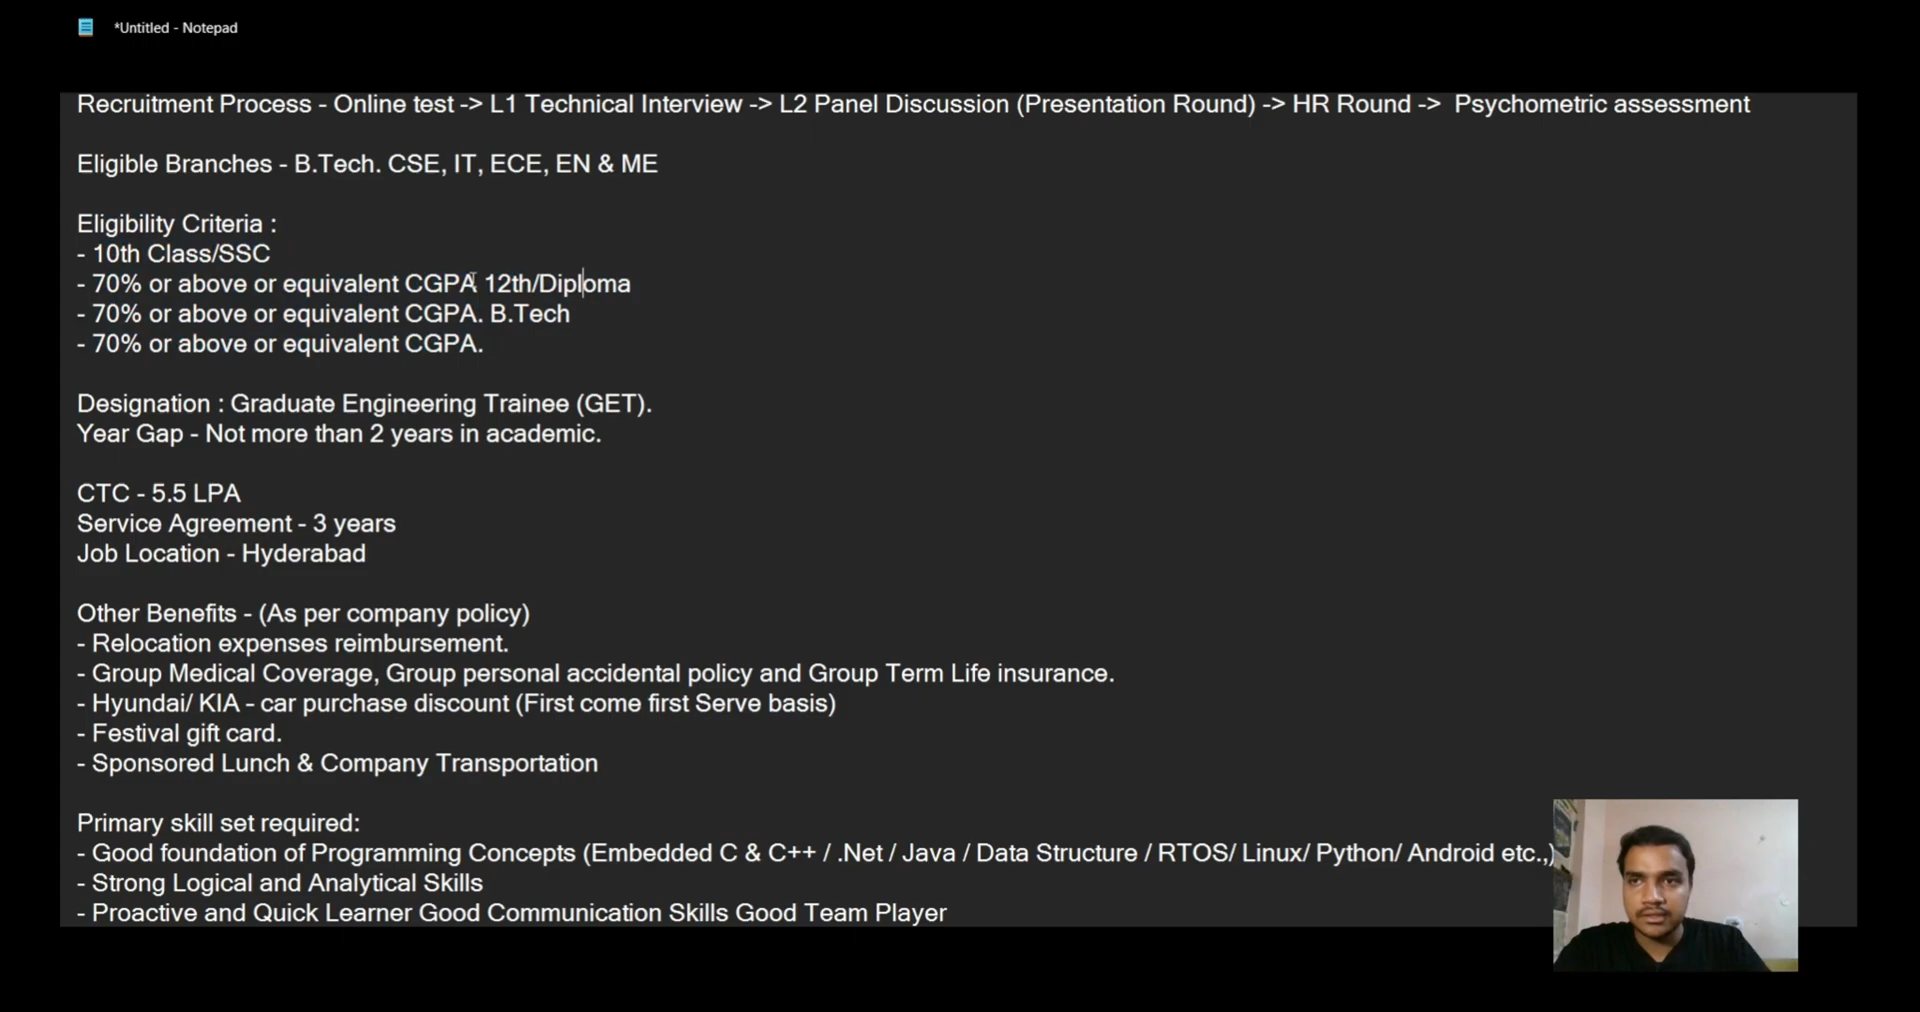 *Untitled - Notepad
Recruitment Process - Online test -> L1 Technical Interview -> L2 Panel Discussion (Presentation Round) -> HR Round -> Psychometric assessment
Eligible Branches - B.Tech. CSE, IT, ECE, EN & ME
Eligibility Criteria :
- 10th Class/SSC
- 70% or above or equivalent CGPA 12th/Diploma
- 70% or above or equivalent CGPA. B.Tech
- 70% or above or equivalent CGPA.
Designation : Graduate Engineering Trainee (GET).
Year Gap - Not more than 2 years in academic.
CTC - 5.5 LPA
Service Agreement - 3 years
Job Location - Hyderabad
Other Benefits - (As per company policy)
- Relocation expenses reimbursement.
- Group Medical Coverage, Group personal accidental policy and Group Term Life insurance.
- Hyundai/ KIA - car purchase discount (First come first Serve basis)
- Festival gift card.
- Sponsored Lunch & Company Transportation
Primary skill set required:
- Good foundation of Programming Concepts (Embedded C & C++ / .Net / Java / Data Structure / RTOS/ Linux/ Python/ Android etc.,)
- Strong Logical and Analytical Skills
- Proactive and Quick Learner Good Communication Skills Good Team Player